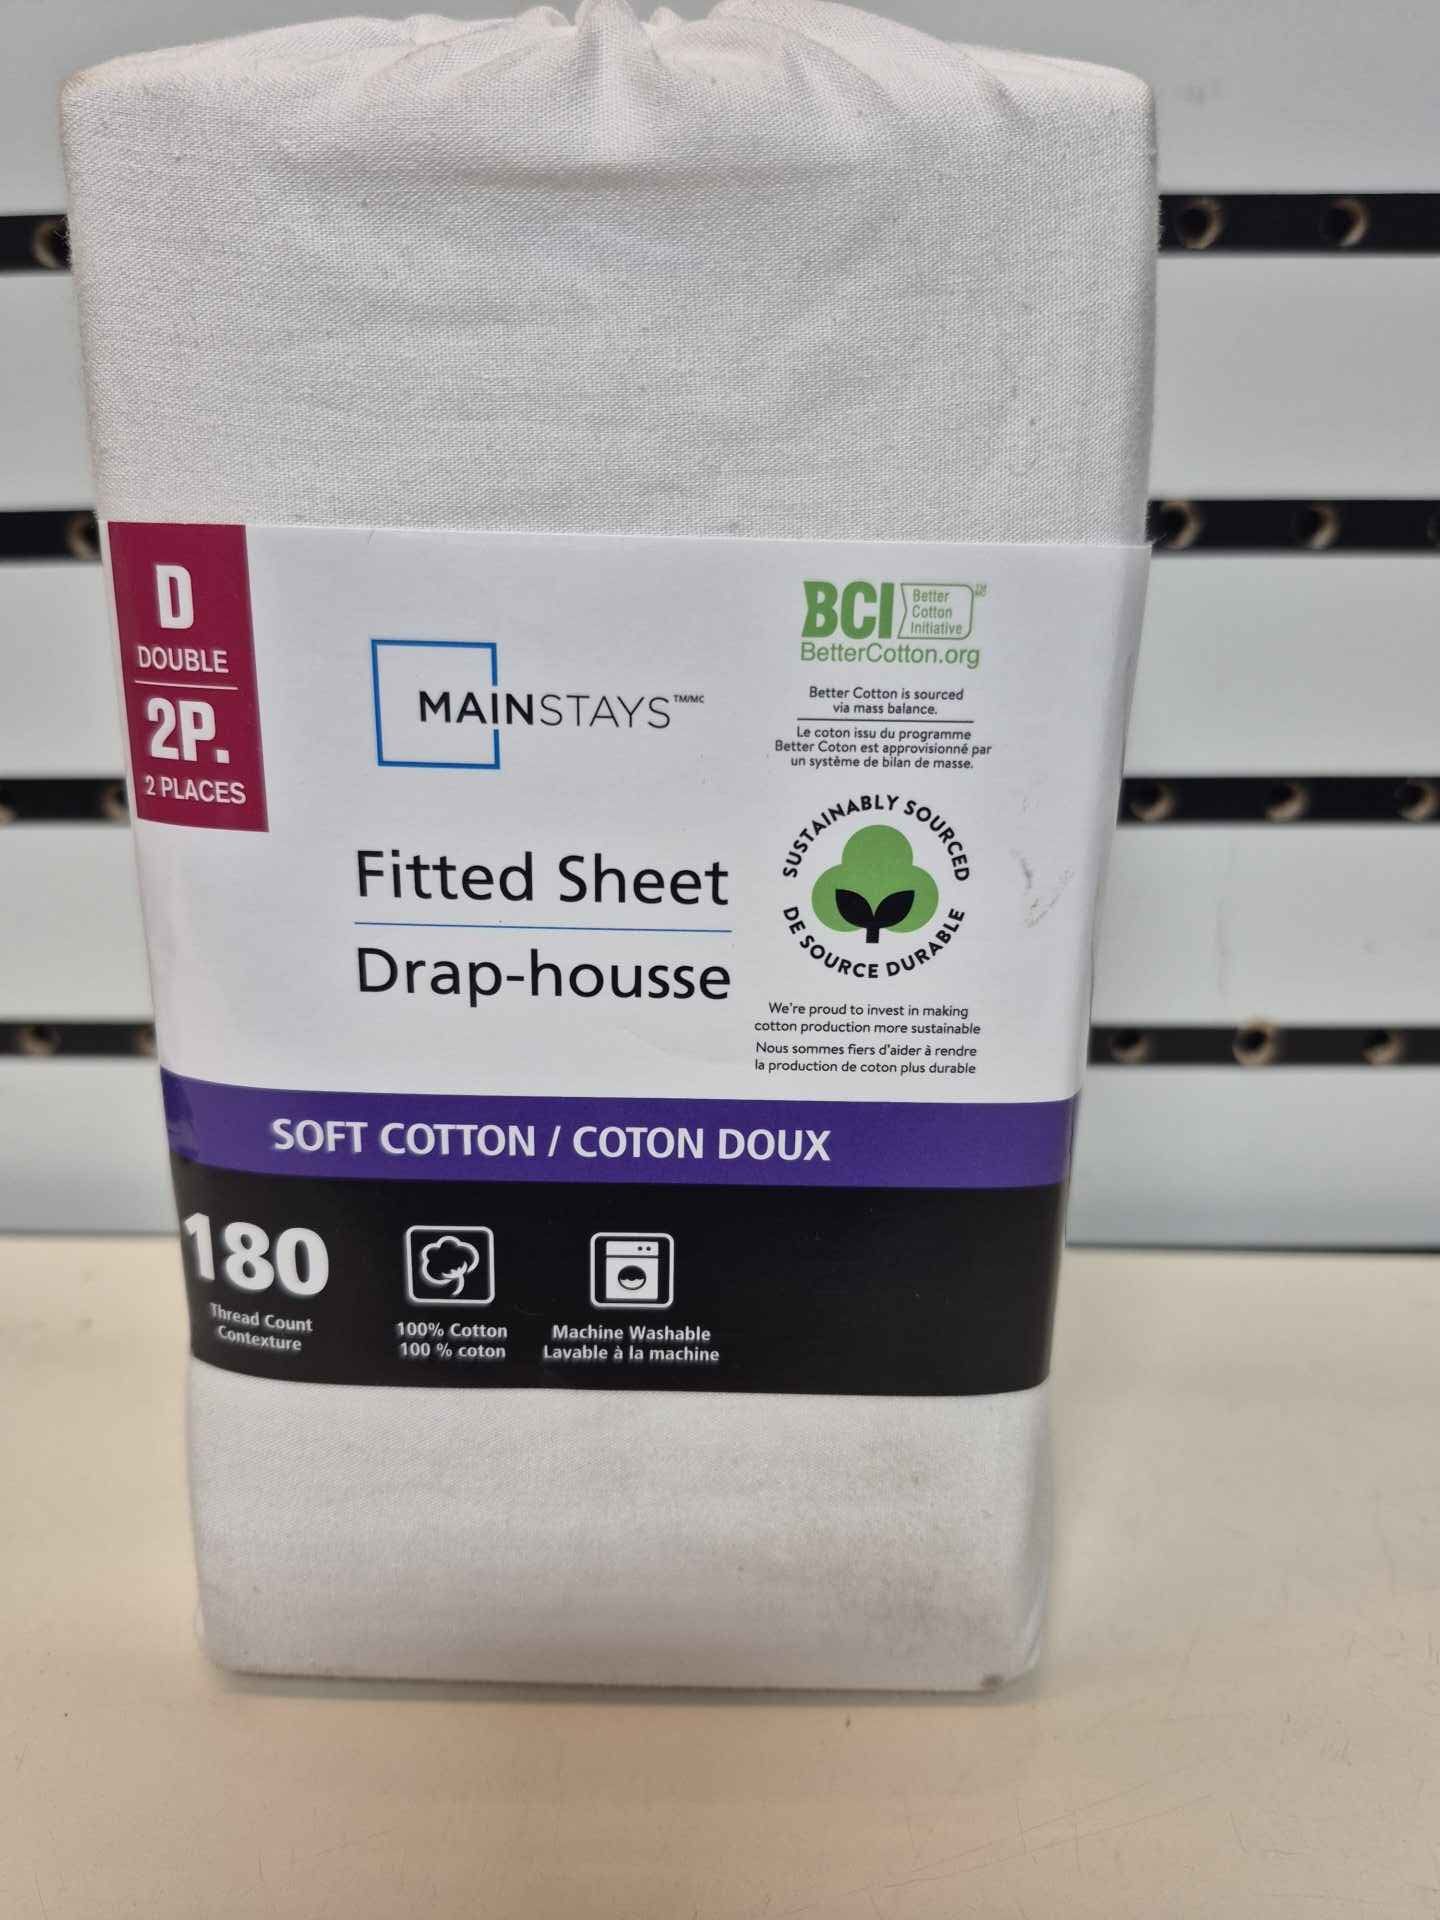 D
DOUBLE
2P.
2 PLACES
MAINSTAYS™/MC
Fitted Sheet
Drap-housse
BCI Better
Cotton
Initiative TM/MC
BetterCotton.org
Better Cotton is sourced
via mass balance.
Le coton issu du programme
Better Coton est approvisionné par
un système de bilan de masse.
SUSTAINABLY SOURCED
DE SOURCE DURABLE
We're proud to invest in making
cotton production more sustainable
Nous sommes fiers d'aider à rendre
la production de coton plus durable
SOFT COTTON / COTON DOUX
180
Thread Count
Contexture
100% Cotton
100 % coton
Machine Washable
Lavable à la machine